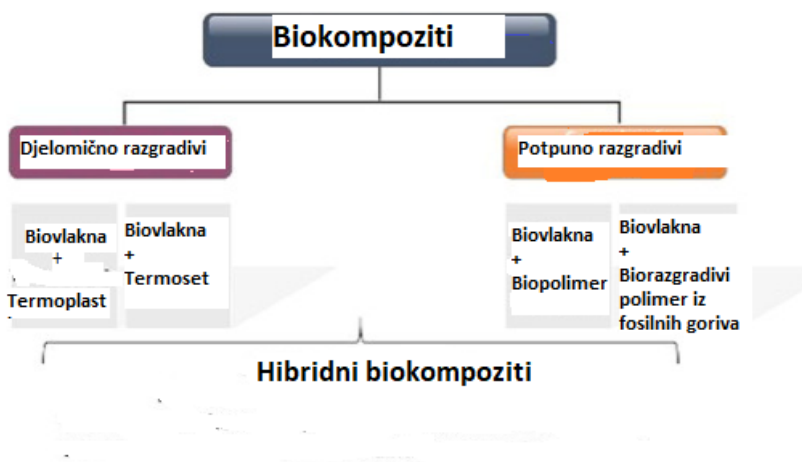 Biokompoziti
Djelomično razgradivi
Potpuno razgradivi
Biovlakna
+
Termoplast
Biovlakna
+
Termoset
Biovlakna
+
Biopolimer
Biovlakna
+
Biorazgradivi
polimer iz
fosilnih goriva
Hibridni biokompoziti